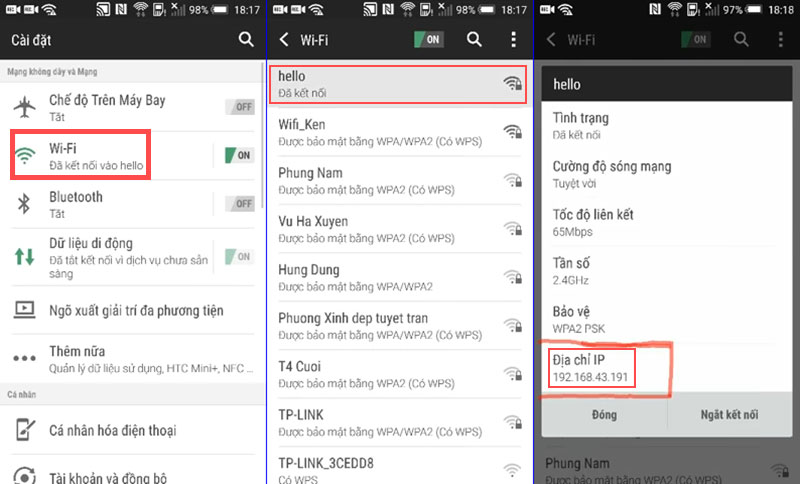 98% 18:17
Cài đặt
Mạng không dây và Mạng
Chế độ Trên Máy Bay
Tắt
OFF
Wi-Fi
Đã kết nối vào hello
ON
Bluetooth
Tắt
OFF
Dữ liệu di động
Đã tắt kết nối vì dịch vụ chưa sẵn
sàng
ON
Ngõ xuất giải trí đa phương tiện
Thêm nữa
Quản lý dữ liệu sử dụng, HTC Mini+, NFC ...
Cá nhân
Cá nhân hóa điện thoại
Tài khoản và đồng bộ
98% 18:17
Wi-Fi
ON
hello
Đã kết nối
Wifi_Ken
Được bảo mật bằng WPA/WPA2 (Có WPS)
Phung Nam
Được bảo mật bằng WPA2 (Có WPS)
Vu Ha Xuyen
Được bảo mật bằng WPA2 (Có WPS)
Hung Dung
Được bảo mật bằng WPA/WPA2
Phuong Xinh dep tuyet tran
Được bảo mật bằng WPA/WPA2 (Có WPS)
T4 Cuoi
Được bảo mật bằng WPA2 (Có WPS)
TP-LINK
Được bảo mật bằng WPA/WPA2 (Có WPS)
TP-LINK_3CEDD8
Có WPS
97% 18:18
Wi-Fi
ON
hello
Tình trạng
Đã kết nối
Cường độ sóng mạng
Tuyệt vời
Tốc độ liên kết
65Mbps
Tần số
2.4GHz
Bảo vệ
WPA2 PSK
Địa chỉ IP
192.168.43.191
Đóng
Ngắt kết nối
Phung Nam
Được bảo mật bằng WPA2 (Có WPS)